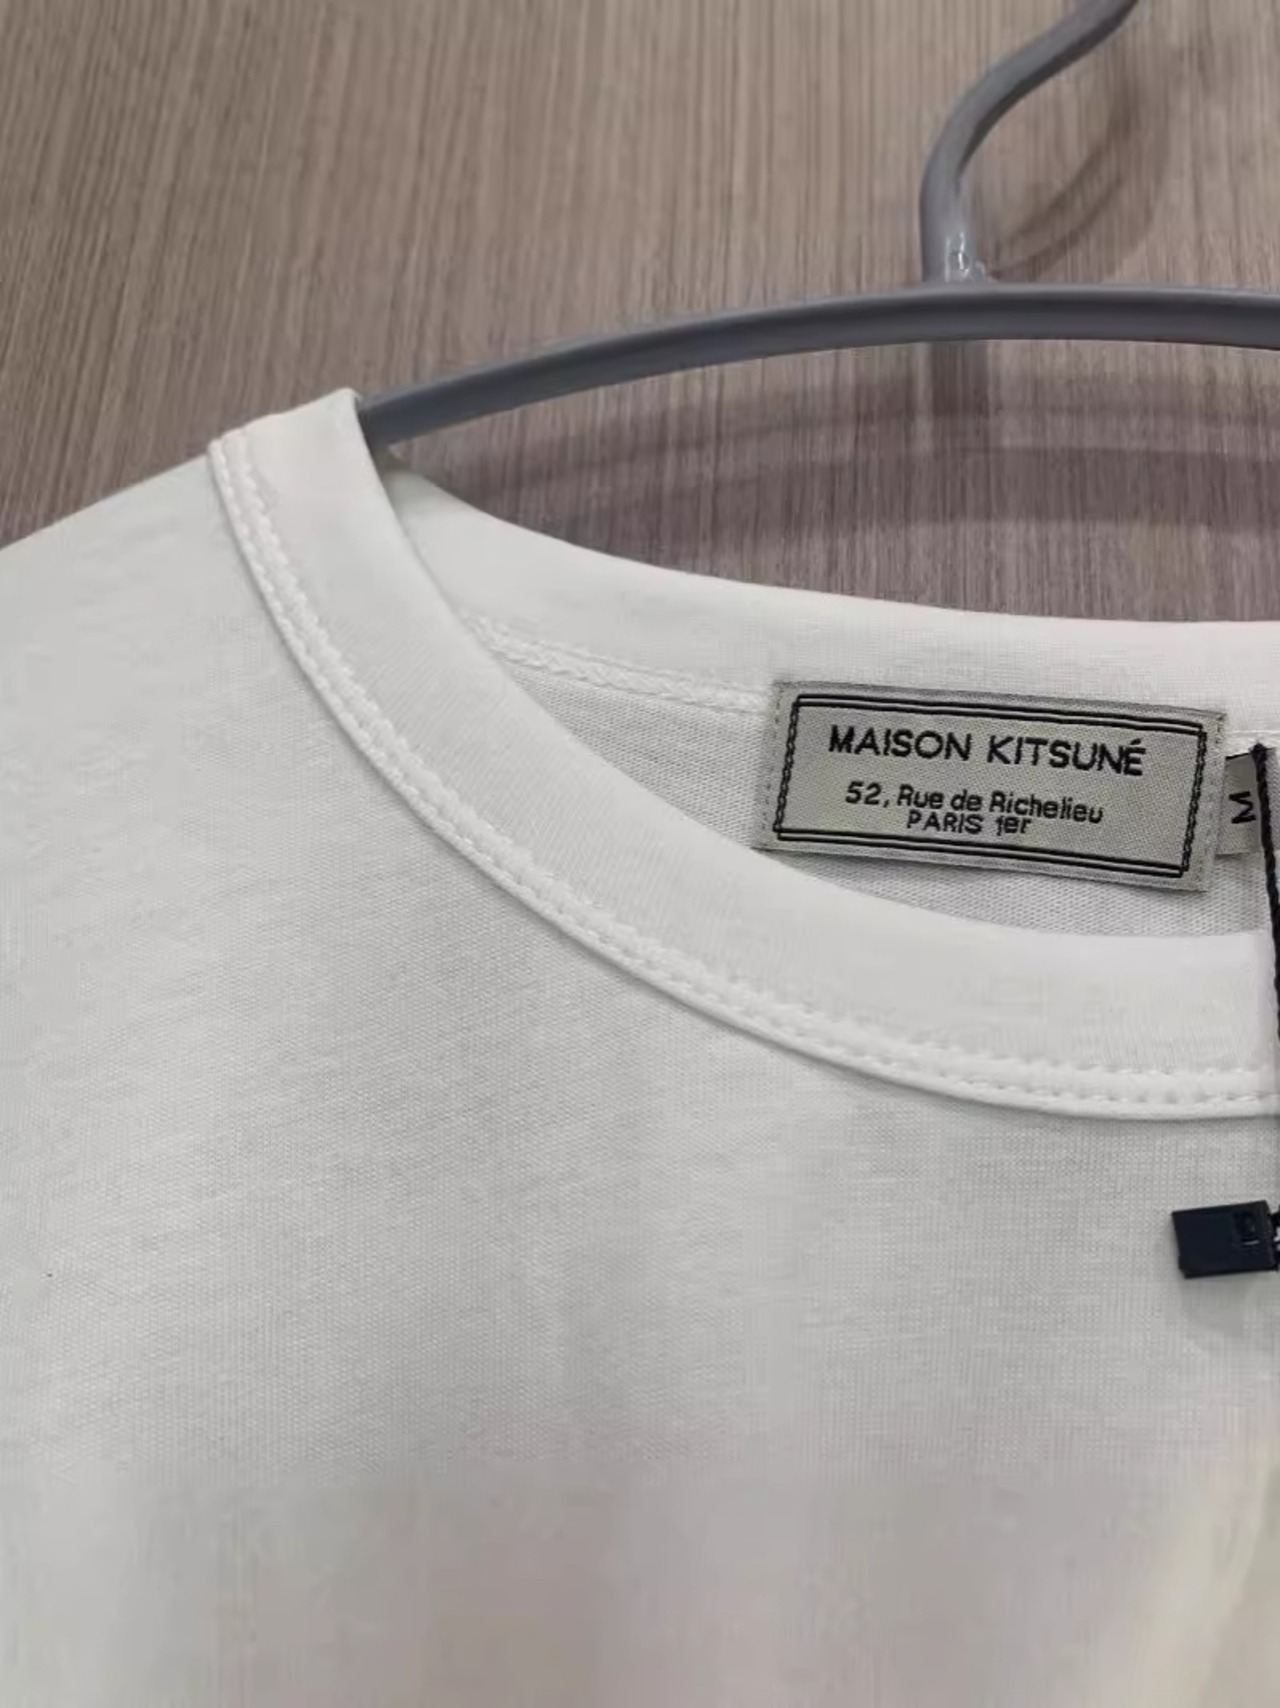 MAISON KITSUNÉ
52, Rue de Richelieu
PARIS 1er
M